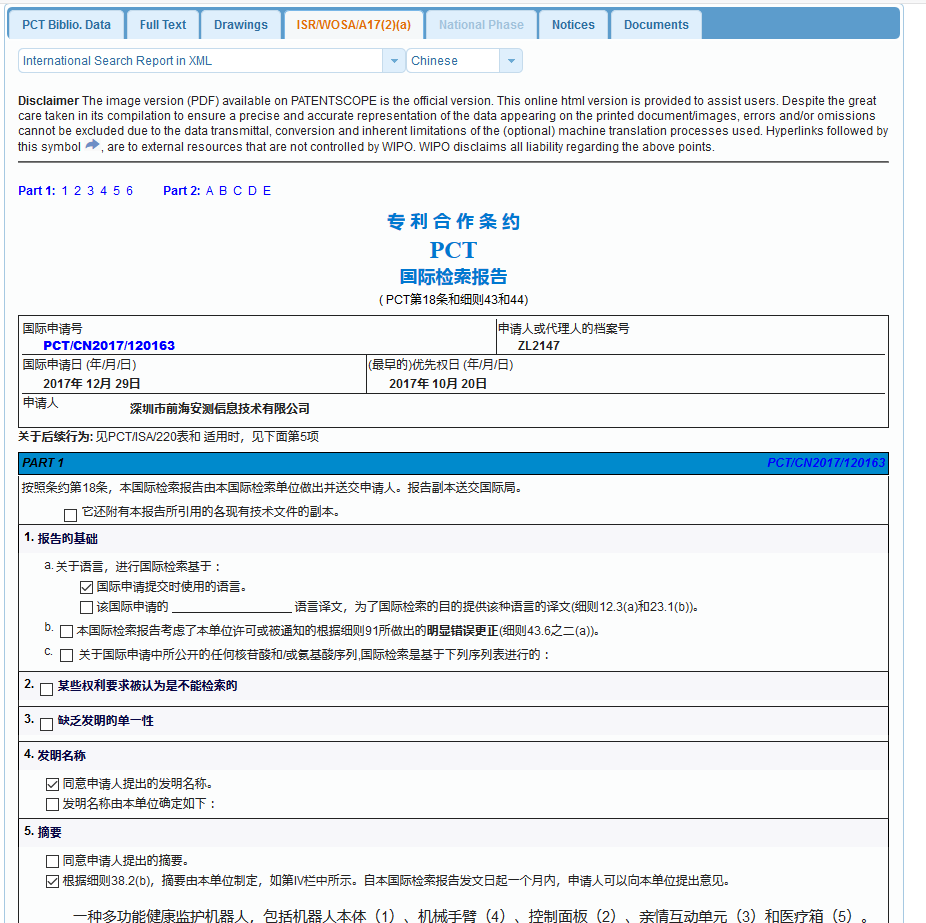 PCT Biblio. Data Full Text Drawings ISR/WOSA/A17(2)(a) National Phase Notices Documents
International Search Report in XML Chinese
Disclaimer The image version (PDF) available on PATENTSCOPE is the official version. This online html version is provided to assist users. Despite the great
care taken in its compilation to ensure a precise and accurate representation of the data appearing on the printed document/images, errors and/or omissions
cannot be excluded due to the data transmittal, conversion and inherent limitations of the (optional) machine translation processes used. Hyperlinks followed by
this symbol , are to external resources that are not controlled by WIPO. WIPO disclaims all liability regarding the above points.
Part 1: 1 2 3 4 5 6 Part 2: A B C D E
专利合作条约
PCT
国际检索报告
( PCT第18条和细则43和44)
国际申请号 申请人或代理人的档案号
PCT/CN2017/120163 ZL2147
国际申请日 (年/月/日) (最早的)优先权日 (年/月/日)
2017年 12月 29日 2017年 10月 20日
申请人 深圳市前海安测信息技术有限公司
关于后续行为: 见PCT/ISA/220表和 适用时，见下面第5项
PART 1 PCT/CN2017/120163
按照条约第18条，本国际检索报告由本国际检索单位做出并送交申请人。报告副本送交国际局。
它还附有本报告所引用的各现有技术文件的副本。
1. 报告的基础
a. 关于语言，进行国际检索基于：
国际申请提交时使用的语言。
该国际申请的 __________________ 语言译文，为了国际检索的目的提供该种语言的译文(细则12.3(a)和23.1(b))。
b. 本国际检索报告考虑了本单位许可或被通知的根据细则91所做出的明显错误更正(细则43.6之二(a))。
c. 关于国际申请中所公开的任何核苷酸和/或氨基酸序列,国际检索是基于下列序列表进行的：
2. 某些权利要求被认为是不能检索的
3. 缺乏发明的单一性
4. 发明名称
同意申请人提出的发明名称。
发明名称由本单位确定如下：
5. 摘要
同意申请人提出的摘要。
根据细则38.2(b)，摘要由本单位制定，如第IV栏中所示。自本国际检索报告发文日起一个月内，申请人可以向本单位提出意见。
一种多功能健康监护机器人，包括机器人本体（1）、机械手臂（4）、控制面板（2）、亲情互动单元（3）和医疗箱（5）。